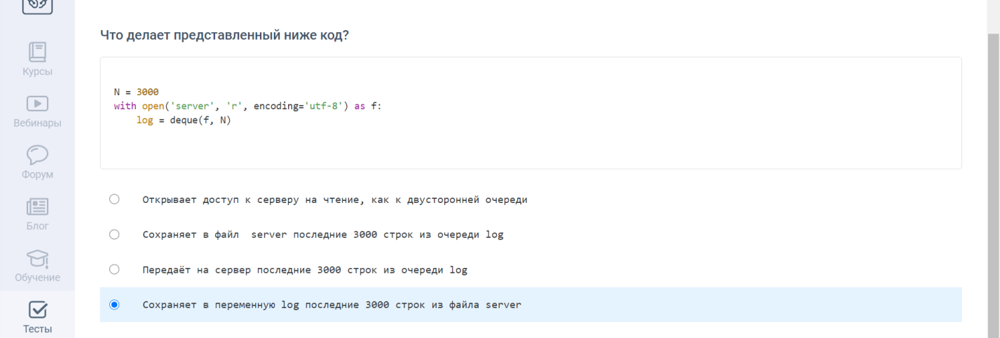 Что делает представленный ниже код?
N = 3000
with open('server', 'r', encoding='utf-8') as f:
    log = deque(f, N)
Открывает доступ к серверу на чтение, как к двусторонней очереди
Сохраняет в файл  server последние 3000 строк из очереди log
Передаёт на сервер последние 3000 строк из очереди log
Сохраняет в переменную log последние 3000 строк из файла server
Курсы
Вебинары
Форум
Блог
Обучение
Тесты